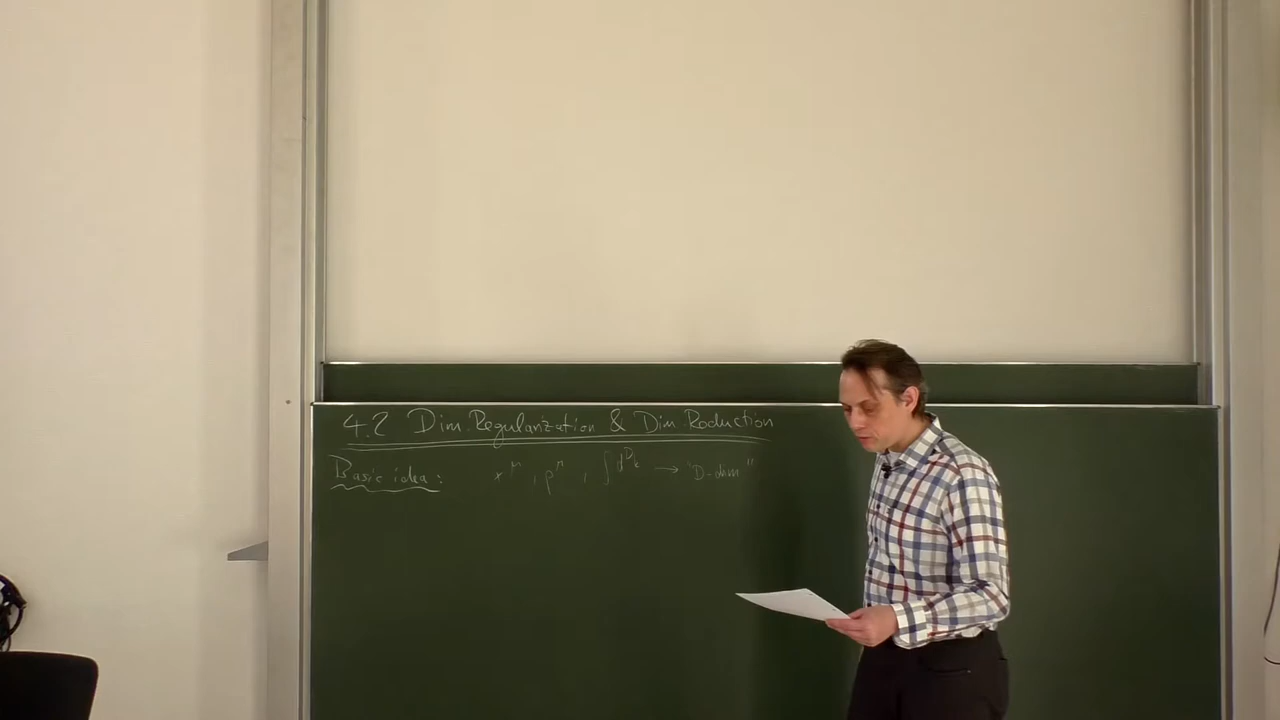 4.2 Dim. Regularization & Dim. Reduction
Basic idea: x^μ, p^μ, ∫d^D k → "D-dim"